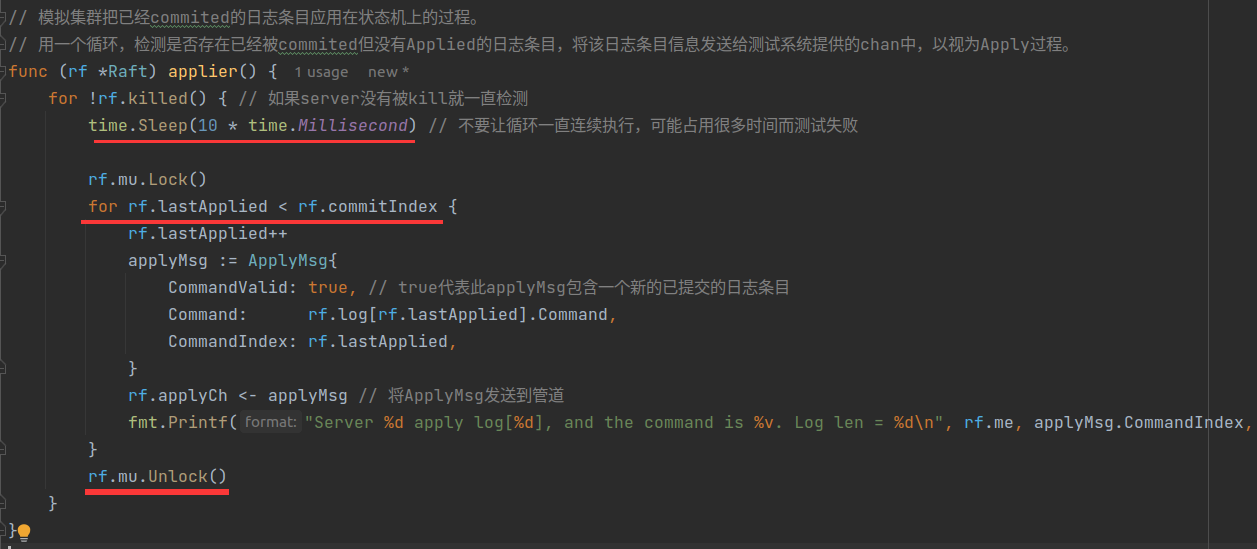 // 模拟集群把已经commited的日志条目应用在状态机上的过程。
// 用一个循环，检测是否存在已经被commited但没有Applied的日志条目，将该日志条目信息发送给测试系统提供的chan中，以视为Apply过程。
func (rf *Raft) applier() { 1 usage new *
for !rf.killed() { // 如果server没有被kill就一直检测
time.Sleep(10 * time.Millisecond) // 不要让循环一直连续执行，可能占用很多时间而测试失败
rf.mu.Lock()
for rf.lastApplied < rf.commitIndex {
rf.lastApplied++
applyMsg := ApplyMsg{
CommandValid: true, // true代表此applyMsg包含一个新的已提交的日志条目
Command: rf.log[rf.lastApplied].Command,
CommandIndex: rf.lastApplied,
}
rf.applyCh <- applyMsg // 将ApplyMsg发送到管道
fmt.Printf( format: "Server %d apply log[%d], and the command is %v. Log len = %d\n", rf.me, applyMsg.CommandIndex,
}
rf.mu.Unlock()
}
}